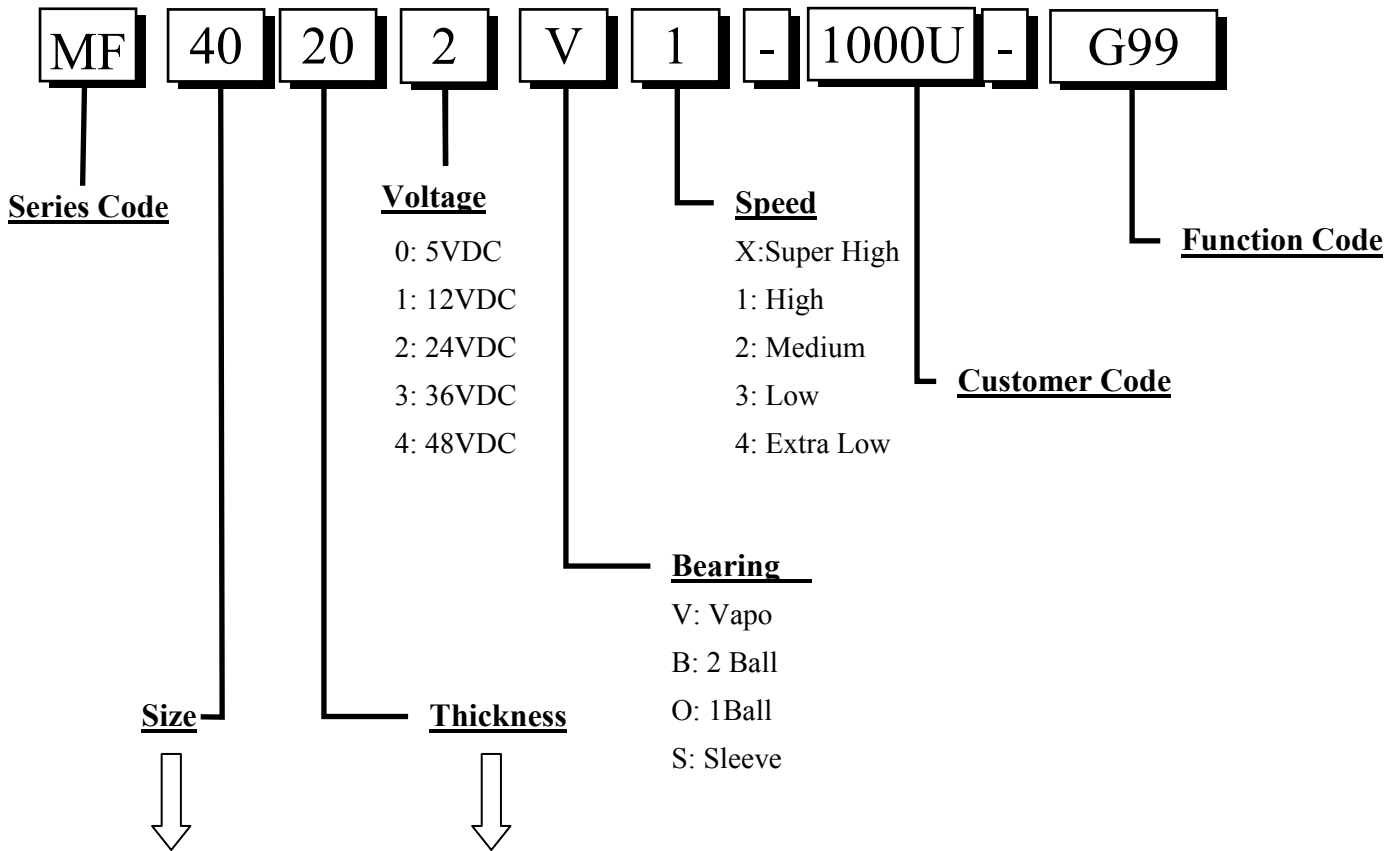 MF 40 20 2 V 1 - 1000U - G99
Series Code
Voltage
0: 5VDC
1: 12VDC
2: 24VDC
3: 36VDC
4: 48VDC
Speed
X:Super High
1: High
2: Medium
3: Low
4: Extra Low
Function Code
Customer Code
Bearing
V: Vapo
B: 2 Ball
O: 1Ball
S: Sleeve
Size
Thickness